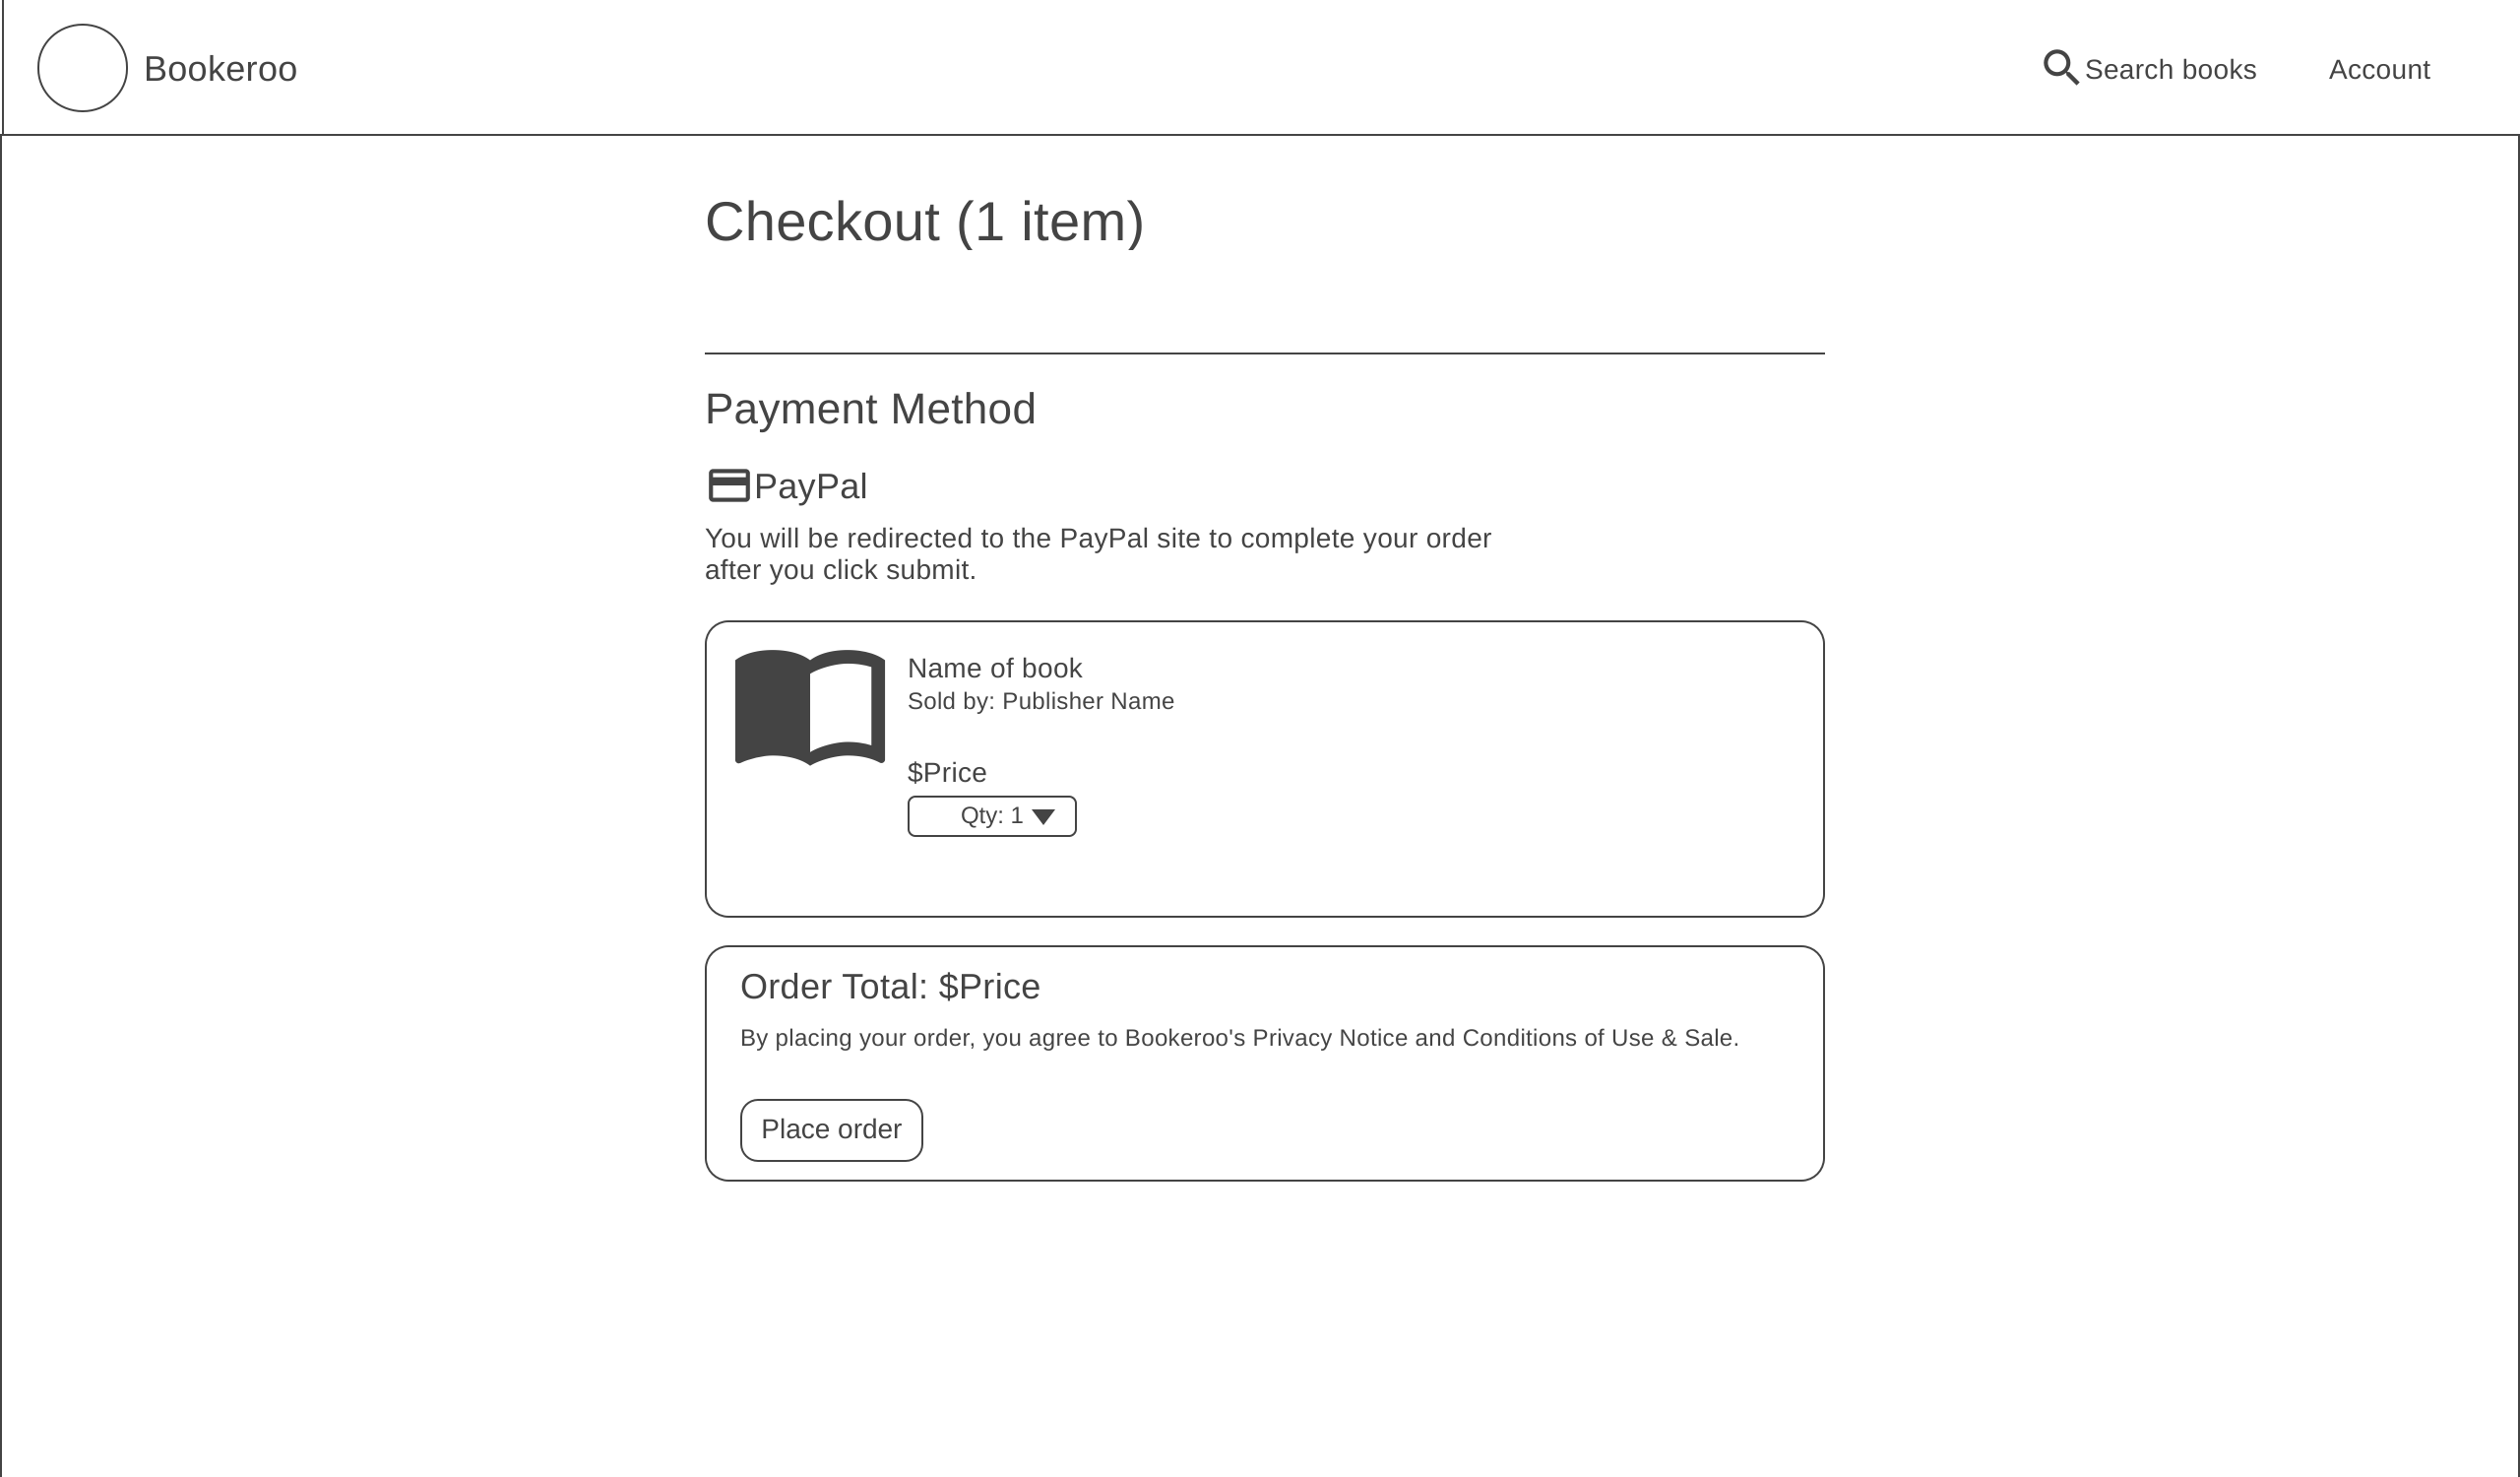 Bookeroo
Search books
Account
Checkout (1 item)
Payment Method
PayPal
You will be redirected to the PayPal site to complete your order
after you click submit.
Name of book
Sold by: Publisher Name
$Price
Qty: 1
Order Total: $Price
By placing your order, you agree to Bookeroo's Privacy Notice and Conditions of Use & Sale.
Place order